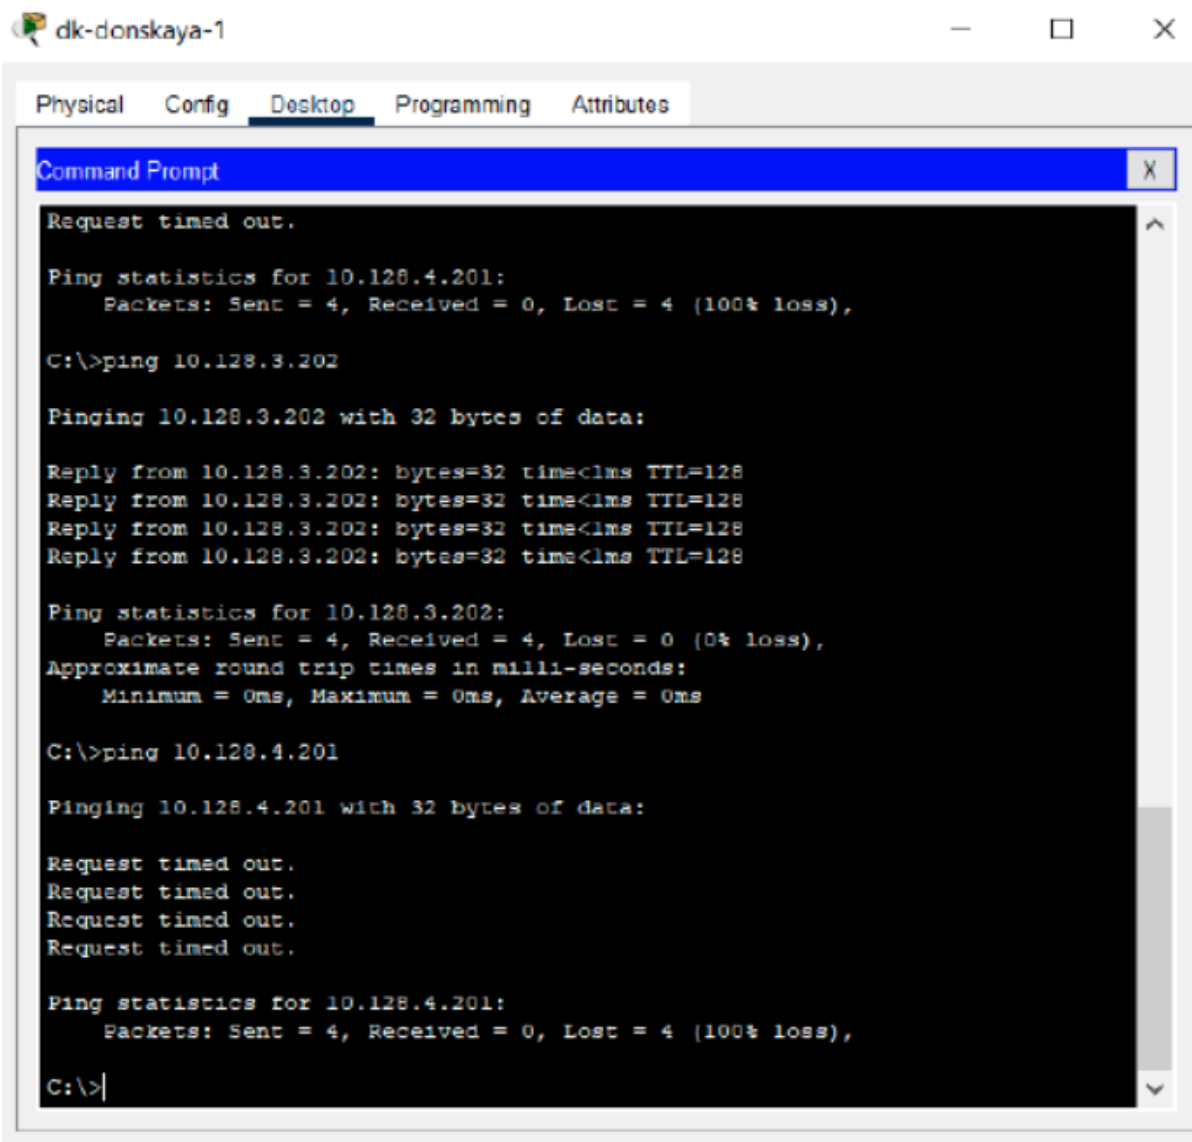 dk-donskaya-1
Physical Config Desktop Programming Attributes
Command Prompt X
Request timed out.
Ping statistics for 10.128.4.201:
Packets: Sent = 4, Received = 0, Lost = 4 (100% loss),
C:\>ping 10.128.3.202
Pinging 10.128.3.202 with 32 bytes of data:
Reply from 10.128.3.202: bytes=32 time<1ms TTL=128
Reply from 10.128.3.202: bytes=32 time<1ms TTL=128
Reply from 10.128.3.202: bytes=32 time<1ms TTL=128
Reply from 10.128.3.202: bytes=32 time<1ms TTL=128
Ping statistics for 10.128.3.202:
Packets: Sent = 4, Received = 4, Lost = 0 (0% loss),
Approximate round trip times in milli-seconds:
Minimum = 0ms, Maximum = 0ms, Average = 0ms
C:\>ping 10.128.4.201
Pinging 10.128.4.201 with 32 bytes of data:
Request timed out.
Request timed out.
Request timed out.
Request timed out.
Ping statistics for 10.128.4.201:
Packets: Sent = 4, Received = 0, Lost = 4 (100% loss),
C:\>